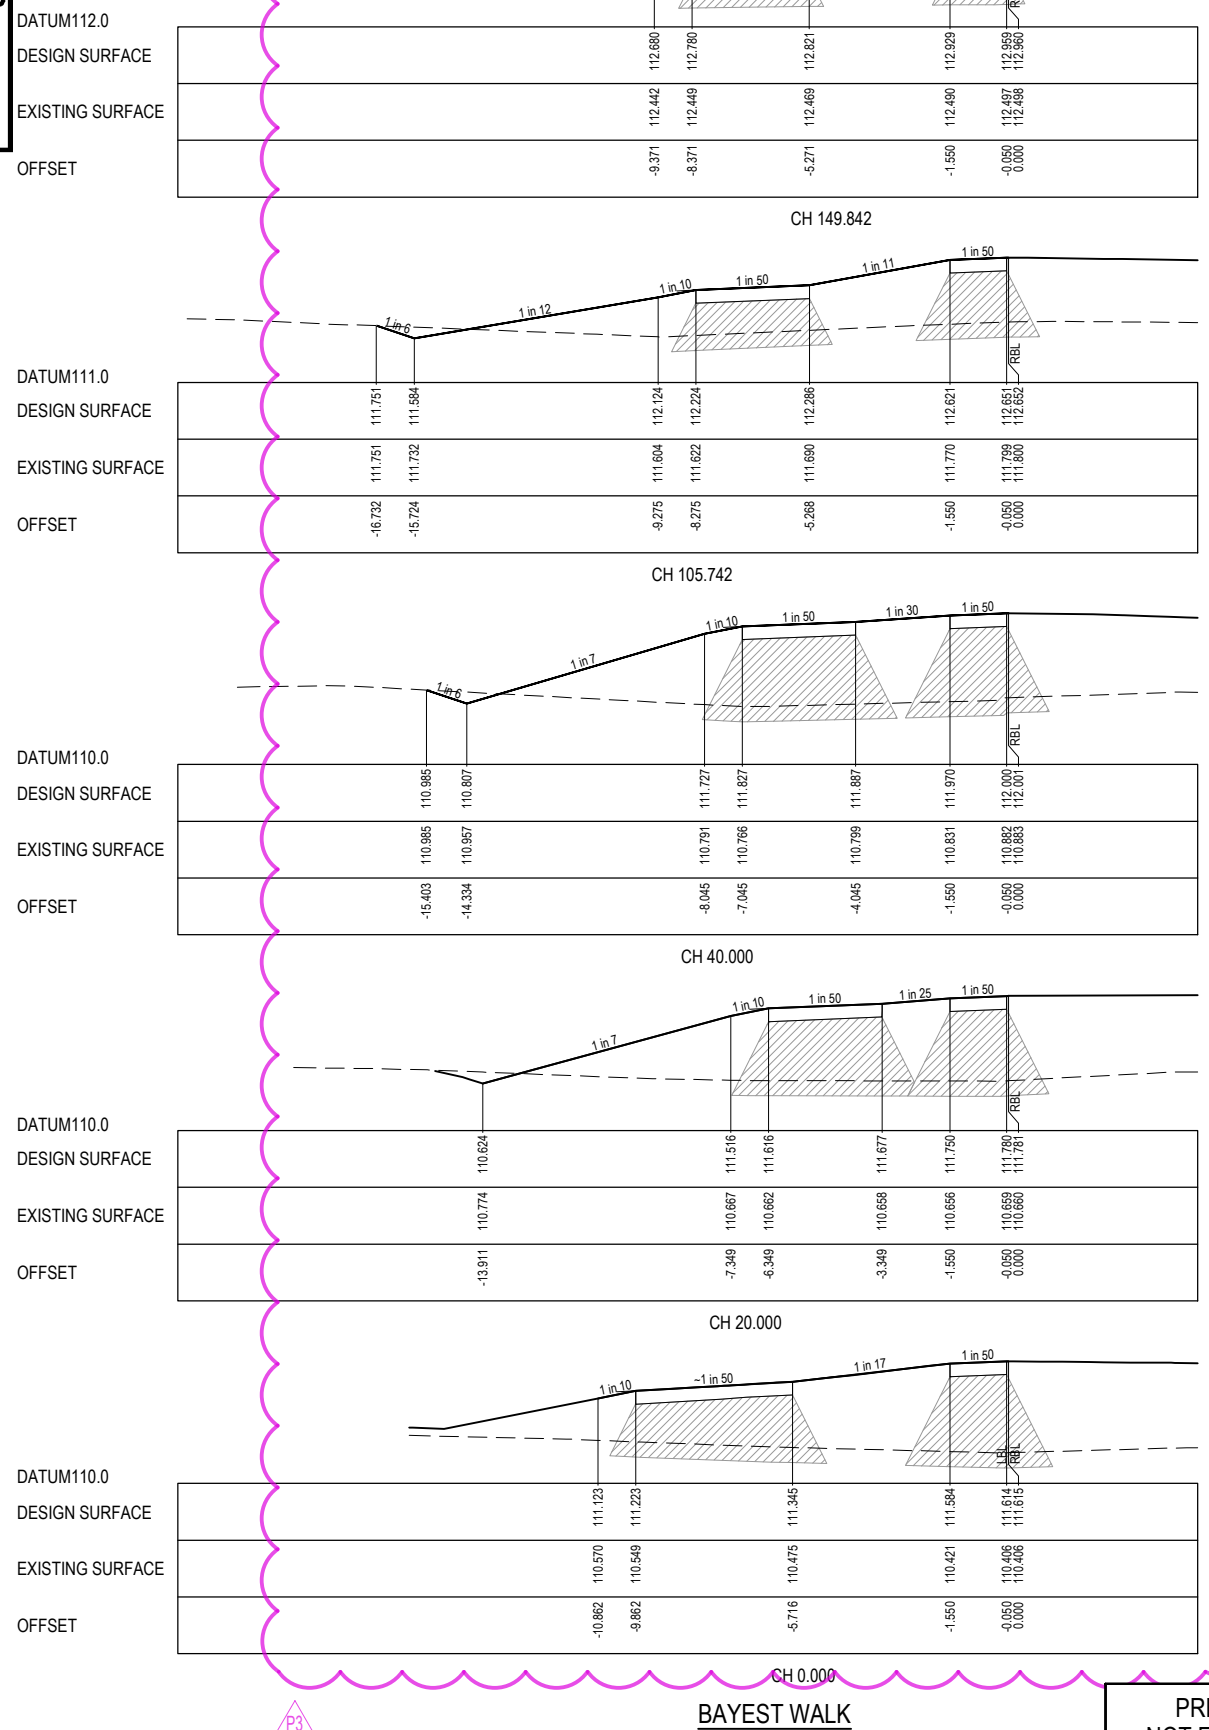 DATUM112.0
DESIGN SURFACE 112.680 112.780 112.821 112.929 112.959 112.960
EXISTING SURFACE 112.442 112.449 112.469 112.490 112.497 112.498
OFFSET -9.371 -8.371 -5.271 -1.550 -0.050 0.000
CH 149.842
1 in 6 1 in 12 1 in 10 1 in 50 1 in 11 1 in 50
RBL
DATUM111.0
DESIGN SURFACE 111.751 111.584 112.124 112.224 112.286 112.621 112.651 112.652
EXISTING SURFACE 111.751 111.732 111.604 111.622 111.690 111.770 111.799 111.800
OFFSET -16.732 -15.724 -9.275 -8.275 -5.268 -1.550 -0.050 0.000
CH 105.742
1 in 6 1 in 7 1 in 10 1 in 50 1 in 30 1 in 50
RBL
DATUM110.0
DESIGN SURFACE 110.985 110.807 111.727 111.827 111.887 111.970 112.000 112.001
EXISTING SURFACE 110.985 110.957 110.791 110.766 110.799 110.831 110.882 110.883
OFFSET -15.403 -14.334 -8.045 -7.045 -4.045 -1.550 -0.050 0.000
CH 40.000
1 in 7 1 in 10 1 in 50 1 in 25 1 in 50
RBL
DATUM110.0
DESIGN SURFACE 110.624 111.516 111.616 111.677 111.750 111.780 111.781
EXISTING SURFACE 110.774 110.667 110.662 110.658 110.656 110.659 110.660
OFFSET -13.911 -7.349 -6.349 -3.349 -1.550 -0.050 0.000
CH 20.000
1 in 10 ~1 in 50 1 in 17 1 in 50
LBL RBL
DATUM110.0
DESIGN SURFACE 111.123 111.223 111.345 111.584 111.614 111.615
EXISTING SURFACE 110.570 110.549 110.475 110.421 110.406 110.406
OFFSET -10.862 -9.862 -5.716 -1.550 -0.050 0.000
CH 0.000
BAYEST WALK
P3